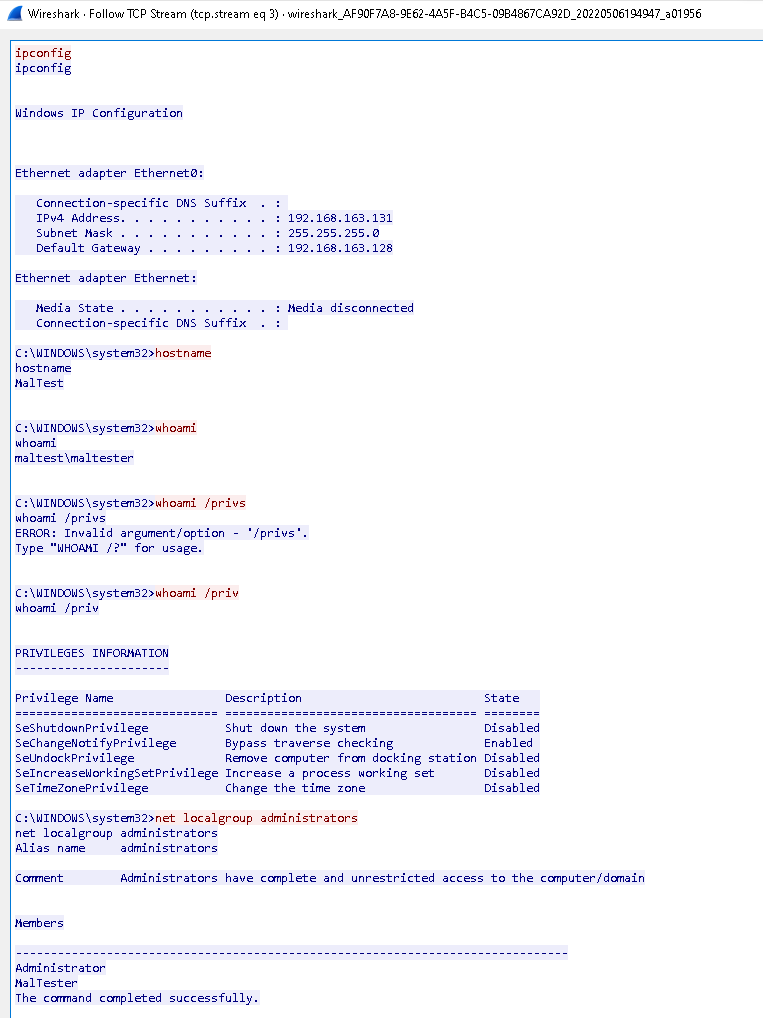 Wireshark · Follow TCP Stream (tcp.stream eq 3) · wireshark_AF90F7A8-9E62-4A5F-B4C5-09B4867CA92D_20220506194947_a01956
ipconfig
ipconfig
Windows IP Configuration
Ethernet adapter Ethernet0:
   Connection-specific DNS Suffix  . :
   IPv4 Address. . . . . . . . . . . : 192.168.163.131
   Subnet Mask . . . . . . . . . . . : 255.255.255.0
   Default Gateway . . . . . . . . . : 192.168.163.128
Ethernet adapter Ethernet:
   Media State . . . . . . . . . . . : Media disconnected
   Connection-specific DNS Suffix  . :
C:\WINDOWS\system32>hostname
hostname
MalTest
C:\WINDOWS\system32>whoami
whoami
maltest\maltester
C:\WINDOWS\system32>whoami /privs
whoami /privs
ERROR: Invalid argument/option - '/privs'.
Type "WHOAMI /?" for usage.
C:\WINDOWS\system32>whoami /priv
whoami /priv
PRIVILEGES INFORMATION
----------------------
Privilege Name                Description                          State
============================= ==================================== ========
SeShutdownPrivilege           Shut down the system                 Disabled
SeChangeNotifyPrivilege       Bypass traverse checking             Enabled
SeUndockPrivilege             Remove computer from docking station Disabled
SeIncreaseWorkingSetPrivilege Increase a process working set       Disabled
SeTimeZonePrivilege           Change the time zone                 Disabled
C:\WINDOWS\system32>net localgroup administrators
net localgroup administrators
Alias name     administrators
Comment        Administrators have complete and unrestricted access to the computer/domain
Members
-------------------------------------------------------------------------------
Administrator
MalTester
The command completed successfully.